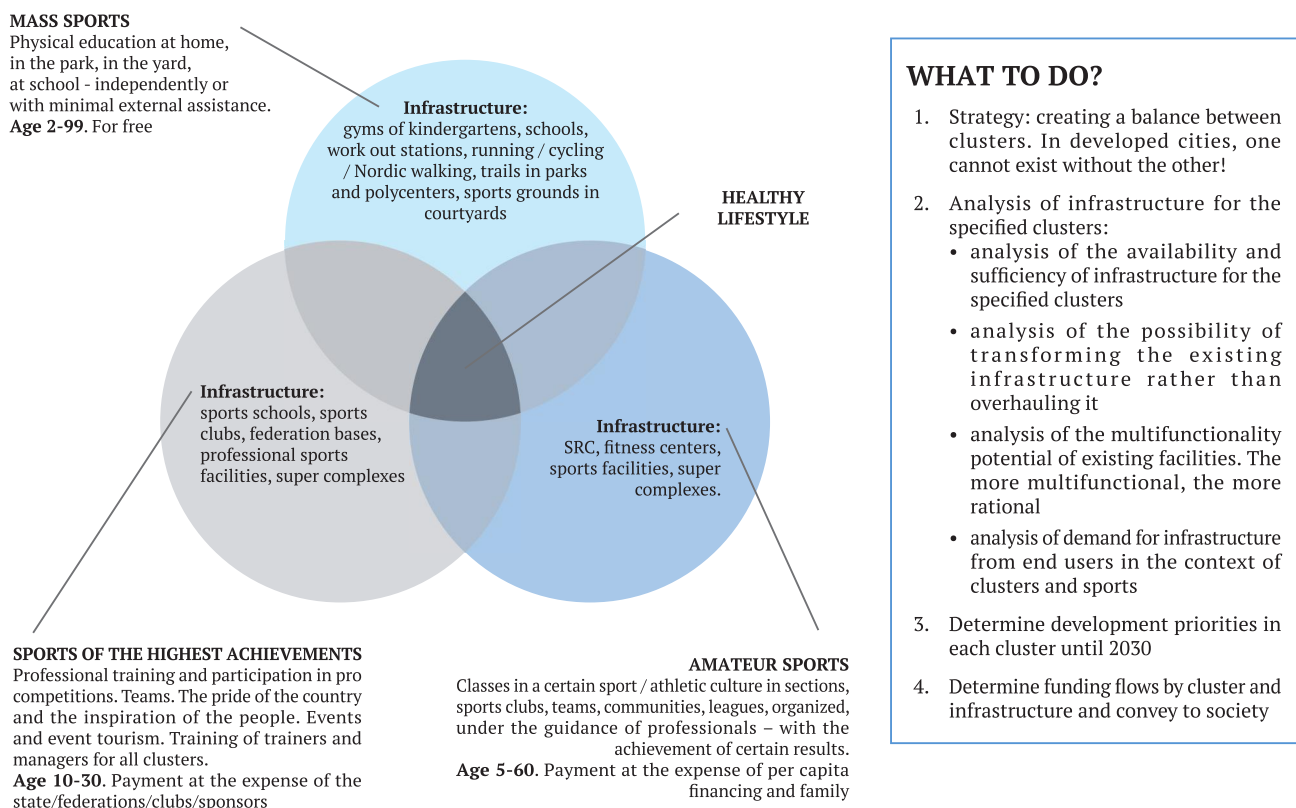 MASS SPORTS
Physical education at home,
in the park, in the yard,
at school - independently or
with minimal external assistance.
Age 2-99. For free
Infrastructure:
gyms of kindergartens, schools,
work out stations, running / cycling
/ Nordic walking, trails in parks
and polycenters, sports grounds in
courtyards
HEALTHY
LIFESTYLE
Infrastructure:
sports schools, sports
clubs, federation bases,
professional sports
facilities, super complexes
Infrastructure:
SRC, fitness centers,
sports facilities, super
complexes.
SPORTS OF THE HIGHEST ACHIEVEMENTS
Professional training and participation in pro
competitions. Teams. The pride of the country
and the inspiration of the people. Events
and event tourism. Training of trainers and
managers for all clusters.
Age 10-30. Payment at the expense of the
state/federations/clubs/sponsors
AMATEUR SPORTS
Classes in a certain sport / athletic culture in sections,
sports clubs, teams, communities, leagues, organized,
under the guidance of professionals – with the
achievement of certain results.
Age 5-60. Payment at the expense of per capita
financing and family
WHAT TO DO?
1. Strategy: creating a balance between
clusters. In developed cities, one
cannot exist without the other!
2. Analysis of infrastructure for the
specified clusters:
• analysis of the availability and
sufficiency of infrastructure for the
specified clusters
• analysis of the possibility of
transforming the existing
infrastructure rather than
overhauling it
• analysis of the multifunctionality
potential of existing facilities. The
more multifunctional, the more
rational
• analysis of demand for infrastructure
from end users in the context of
clusters and sports
3. Determine development priorities in
each cluster until 2030
4. Determine funding flows by cluster and
infrastructure and convey to society